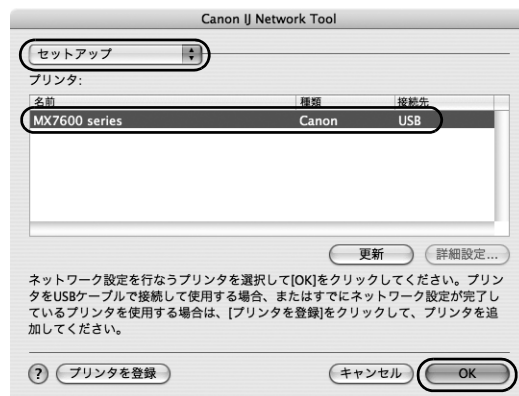 Canon IJ Network Tool
セットアップ
プリンタ:
名前 種類 接続先
MX7600 series Canon USB
更新 詳細設定...
ネットワーク設定を行なうプリンタを選択して[OK]をクリックしてください。プリン
タをUSBケーブルで接続して使用する場合、またはすでにネットワーク設定が完了し
ているプリンタを使用する場合は、[プリンタを登録]をクリックして、プリンタを追
加してください。
? プリンタを登録 キャンセル OK